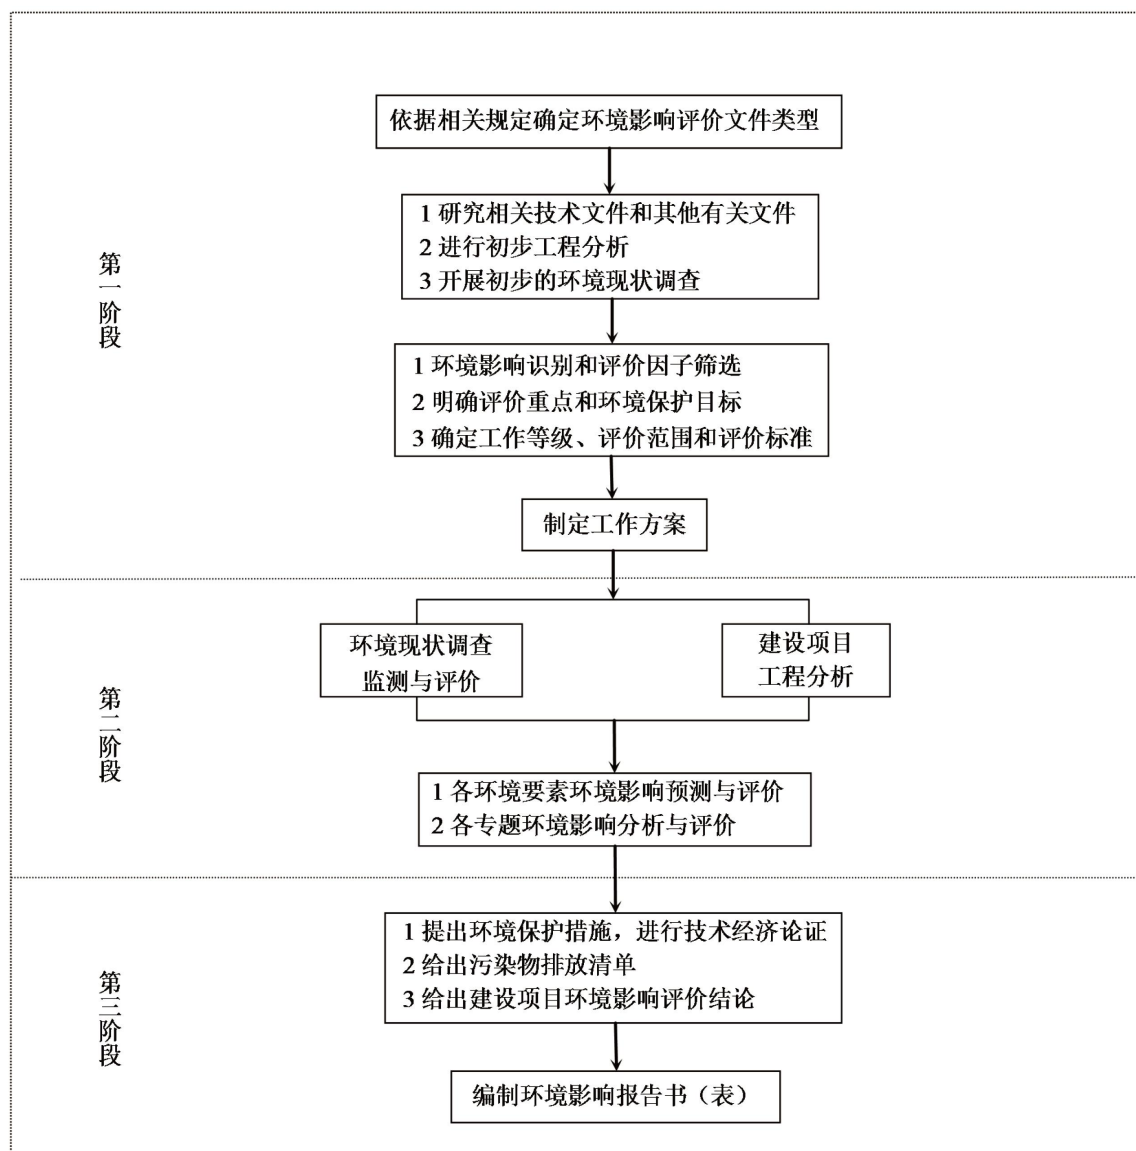 依据相关规定确定环境影响评价文件类型
1 研究相关技术文件和其他有关文件
2 进行初步工程分析
3 开展初步的环境现状调查
第一阶段
1 环境影响识别和评价因子筛选
2 明确评价重点和环境保护目标
3 确定工作等级、评价范围和评价标准
制定工作方案
环境现状调查
监测与评价
建设项目
工程分析
第二阶段
1 各环境要素环境影响预测与评价
2 各专题环境影响分析与评价
1 提出环境保护措施，进行技术经济论证
2 给出污染物排放清单
3 给出建设项目环境影响评价结论
第三阶段
编制环境影响报告书（表）